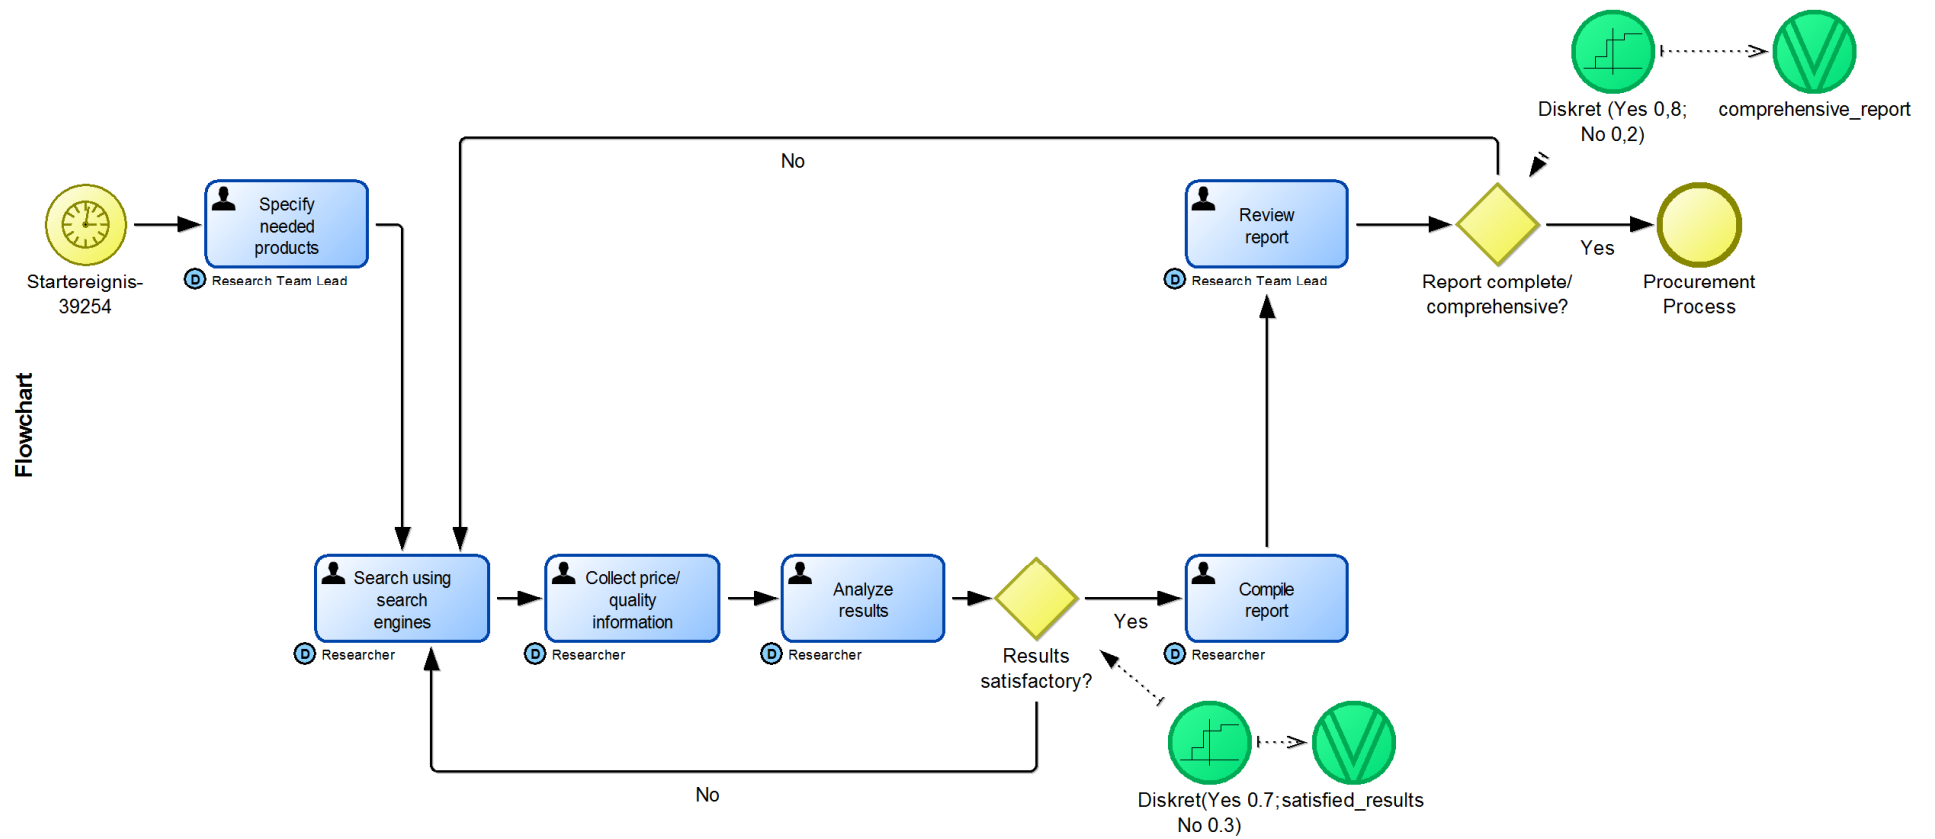 Diskret (Yes 0,8;
No 0,2)
comprehensive_report
No
Specify
needed
products
D Research Team Lead
Startereignis-
39254
Review
report
D Research Team Lead
Yes
Report complete/
comprehensive?
Procurement
Process
Flowchart
Search using
search
engines
D Researcher
Collect price/
quality
information
D Researcher
Analyze
results
D Researcher
Results
satisfactory?
Yes
Compile
report
D Researcher
No
Diskret(Yes 0.7;
No 0.3)
satisfied_results